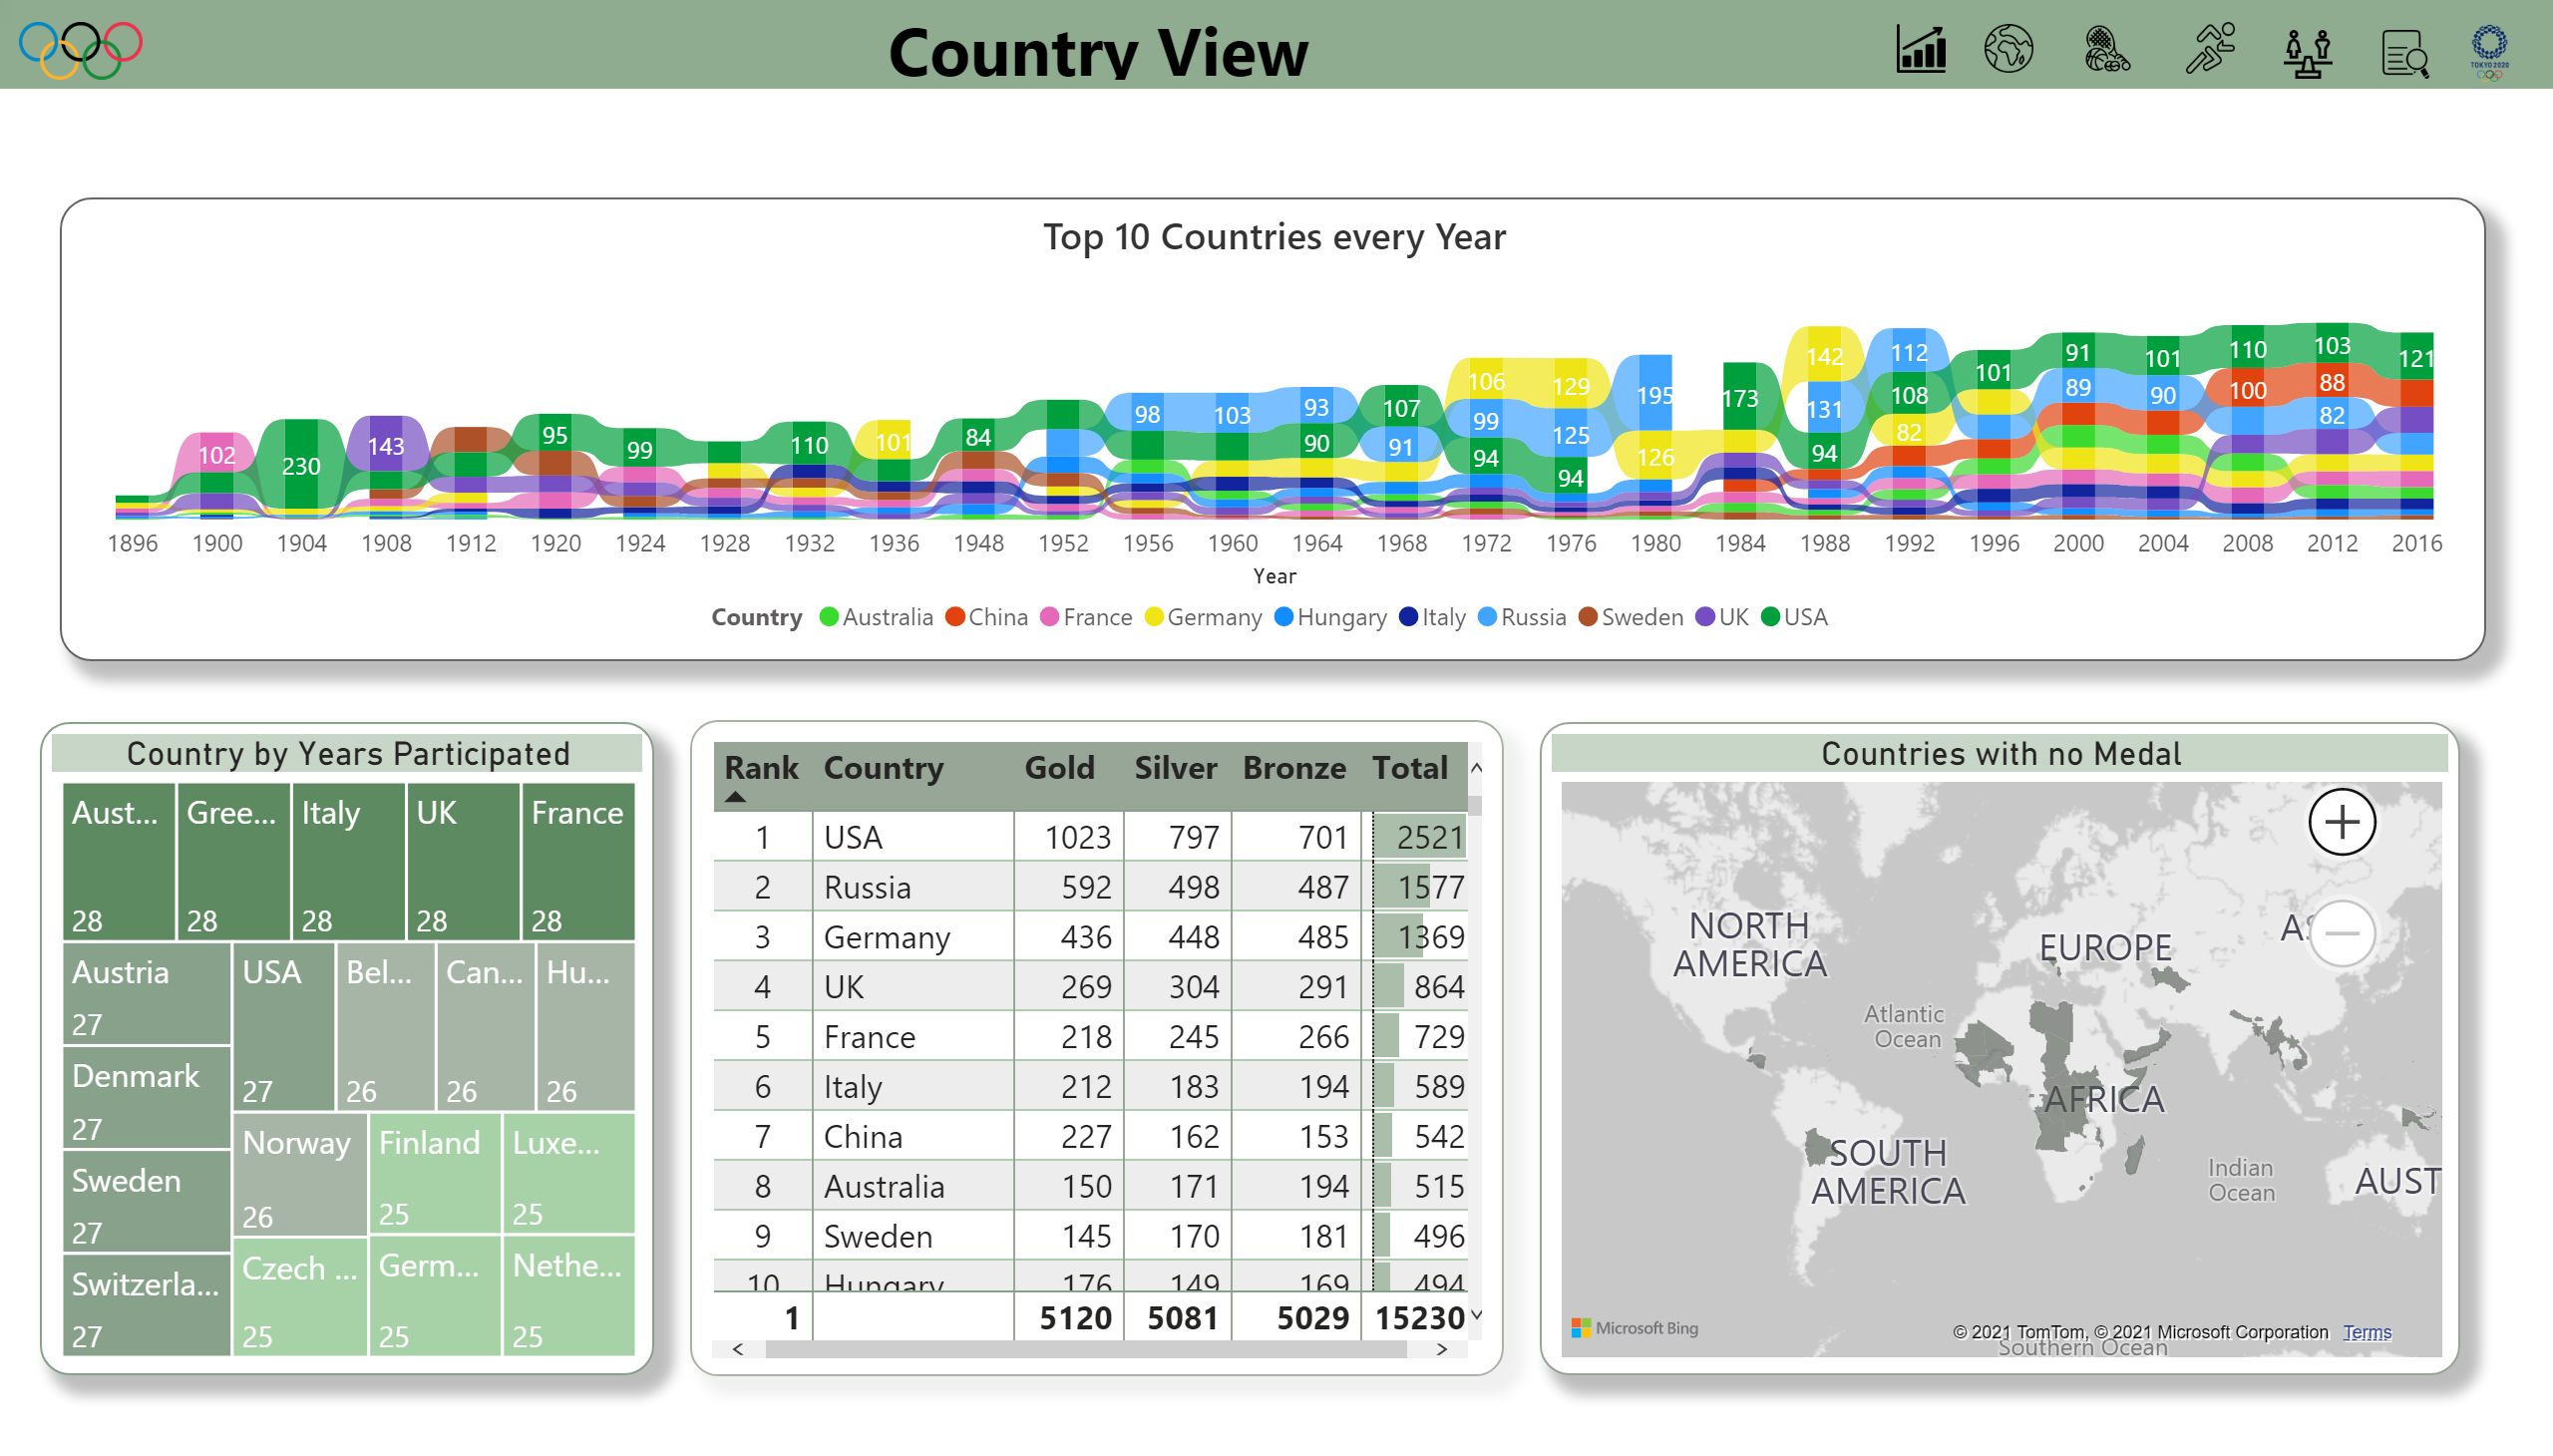 Country View
TOKYO 2020
Top 10 Countries every Year
102 230 143 95 99 110 101 84 98 103 93 90 107 91 106 99 94 129 125 94 195 126 173 142 131 94 112 108 82 101 91 89 101 90 110 100 103 88 82 121
1896 1900 1904 1908 1912 1920 1924 1928 1932 1936 1948 1952 1956 1960 1964 1968 1972 1976 1980 1984 1988 1992 1996 2000 2004 2008 2012 2016
Year
Country Australia China France Germany Hungary Italy Russia Sweden UK USA
Country by Years Participated
Aust... 28
Gree... 28
Italy 28
UK 28
France 28
Austria 27
Denmark 27
Sweden 27
Switzerla... 27
USA 27
Bel... 26
Can... 26
Hu... 26
Norway 26
Finland 25
Luxe... 25
Czech ... 25
Germ... 25
Nethe... 25
Rank Country Gold Silver Bronze Total
1 USA 1023 797 701 2521
2 Russia 592 498 487 1577
3 Germany 436 448 485 1369
4 UK 269 304 291 864
5 France 218 245 266 729
6 Italy 212 183 194 589
7 China 227 162 153 542
8 Australia 150 171 194 515
9 Sweden 145 170 181 496
10 Hungary 176 149 169 494
1 5120 5081 5029 15230
Countries with no Medal
NORTH
AMERICA
EUROPE
AS
Atlantic
Ocean
AFRICA
SOUTH
AMERICA
Indian
Ocean
AUST
Microsoft Bing
© 2021 TomTom, © 2021 Microsoft Corporation Terms
Southern Ocean